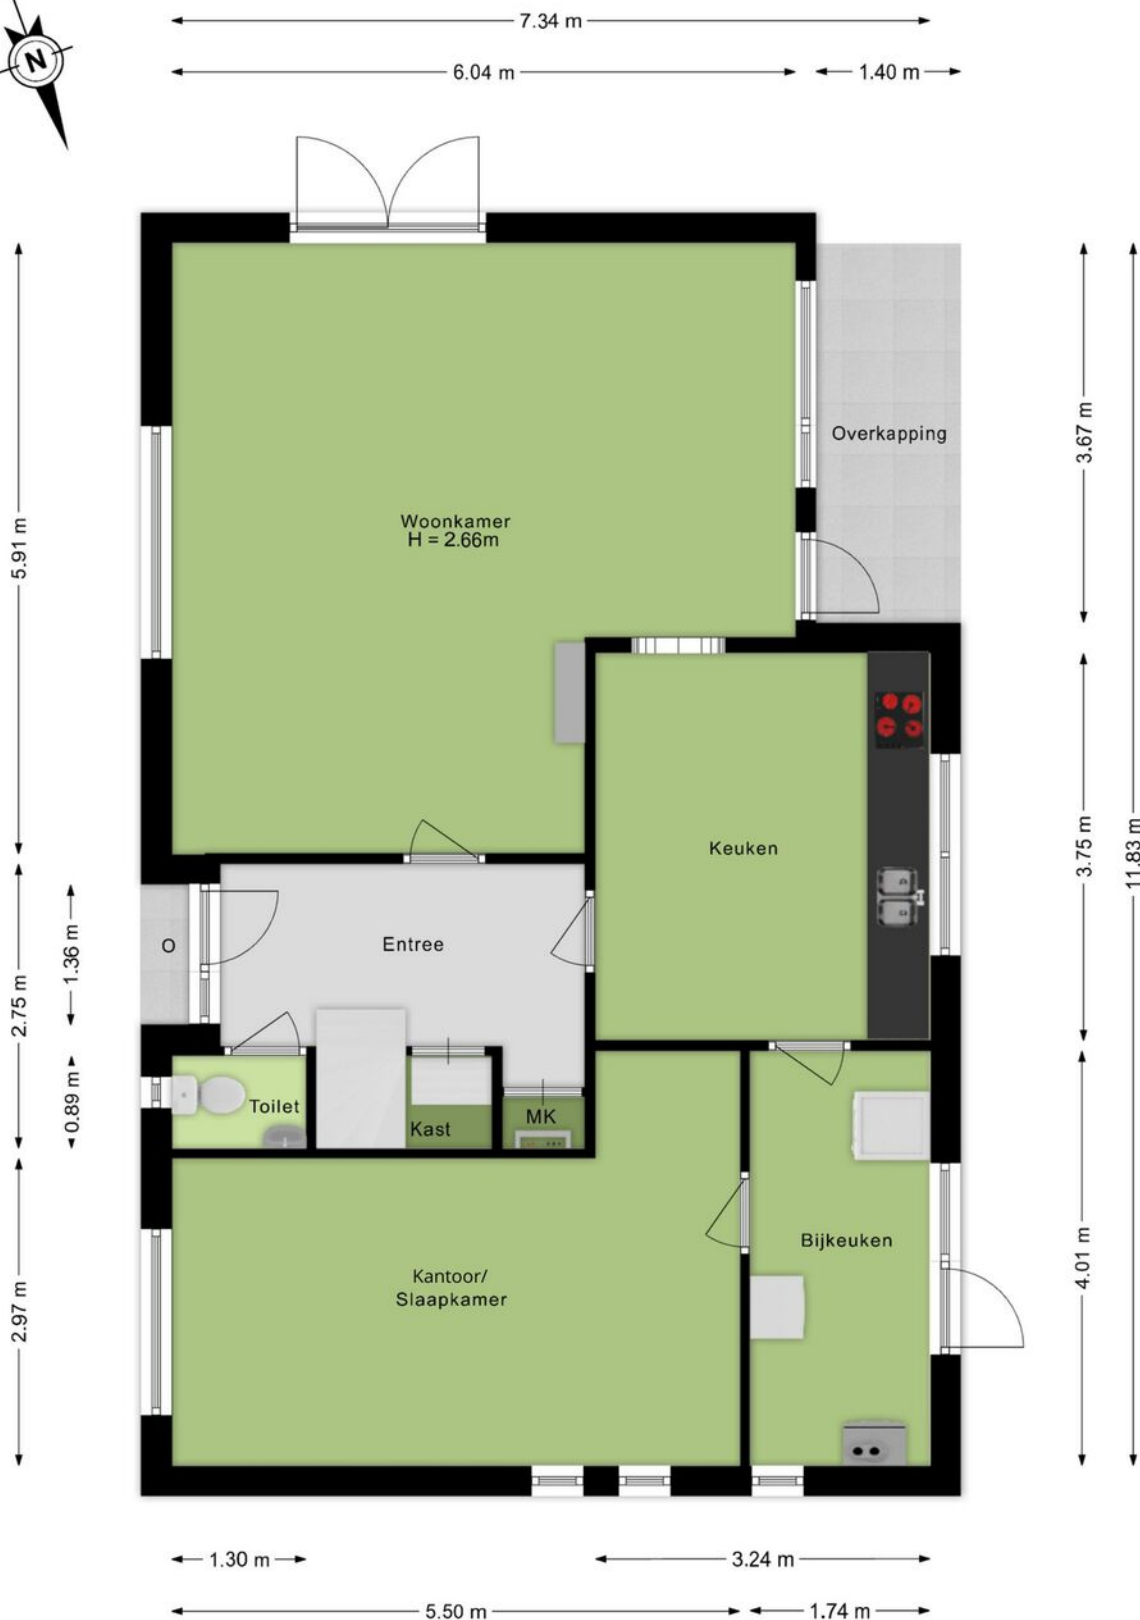 7.34 m
N
6.04 m
1.40 m
Overkapping
3.67 m
5.91 m
Woonkamer
H = 2.66m
11.83 m
3.75 m
Keuken
Entree
O
1.36 m
2.75 m
0.89 m
Toilet
Kast
MK
Bijkeuken
4.01 m
Kantoor/
Slaapkamer
2.97 m
1.30 m
3.24 m
5.50 m
1.74 m